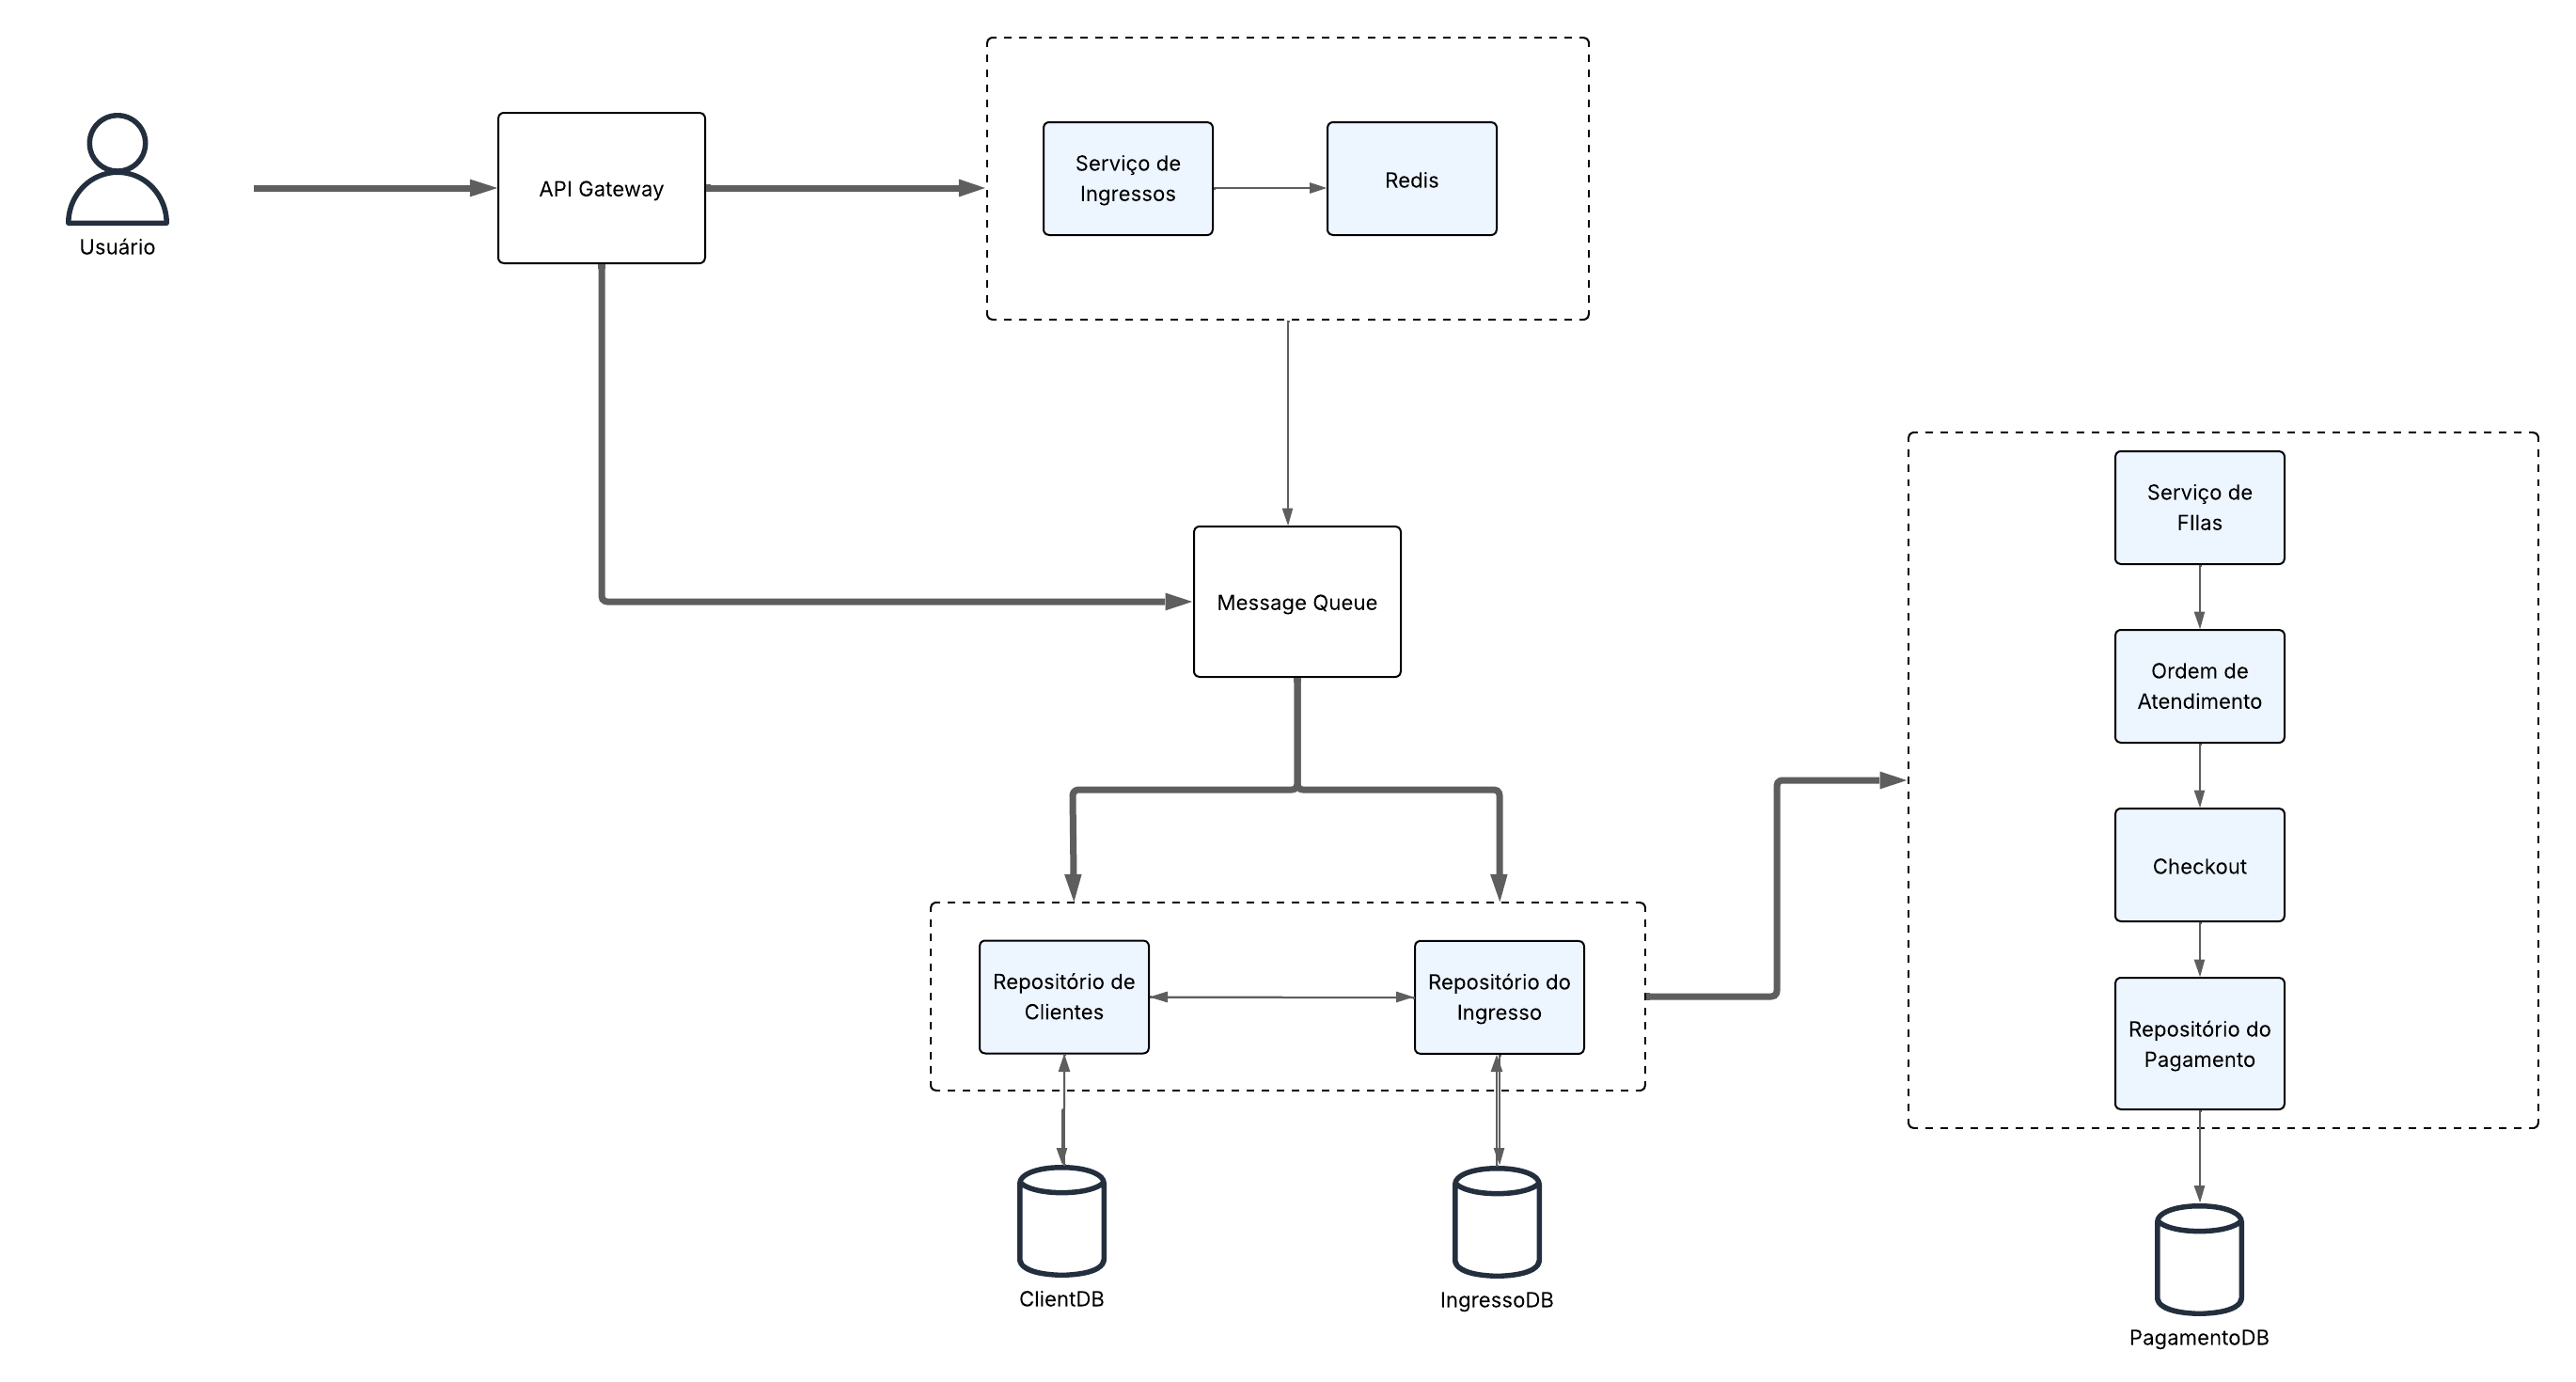 Usuário
API Gateway
Serviço de
Ingressos
Redis
Message Queue
Serviço de
FIlas
Ordem de
Atendimento
Checkout
Repositório do
Pagamento
Repositório de
Clientes
Repositório do
Ingresso
ClientDB
IngressoDB
PagamentoDB